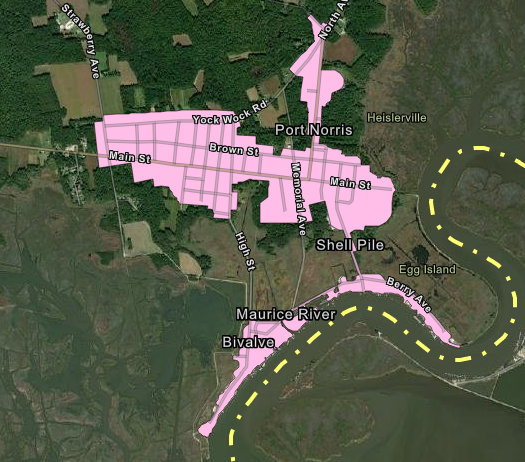 Strawberry Ave
North A
Yock Wock Rd
Port Norris
Heislerville
Main St
Brown St
Memorial Ave
Main St
High St
Shell Pile
Egg Island
Berry Ave
Maurice River
Bivalve